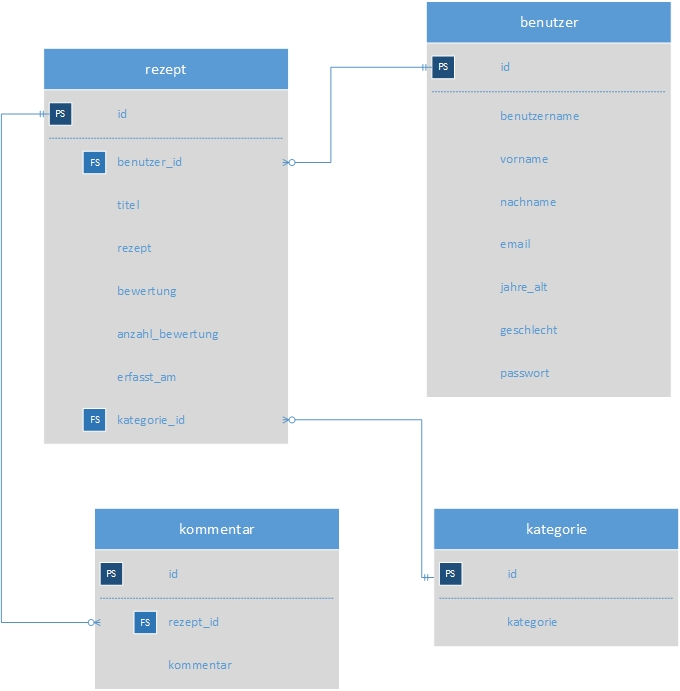 rezept
PS id
FS benutzer_id
titel
rezept
bewertung
anzahl_bewertung
erfasst_am
FS kategorie_id
benutzer
PS id
benutzername
vorname
nachname
email
jahre_alt
geschlecht
passwort
kommentar
PS id
FS rezept_id
kommentar
kategorie
PS id
kategorie